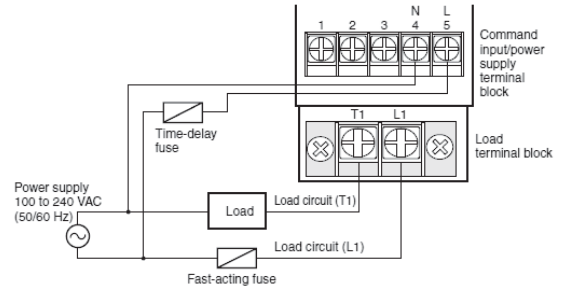 N L
1 2 3 4 5
Command
input/power
supply
terminal
block
T1 L1
Time-delay
fuse
Load
terminal block
Power supply
100 to 240 VAC
(50/60 Hz)
Load
Load circuit (T1)
Load circuit (L1)
Fast-acting fuse